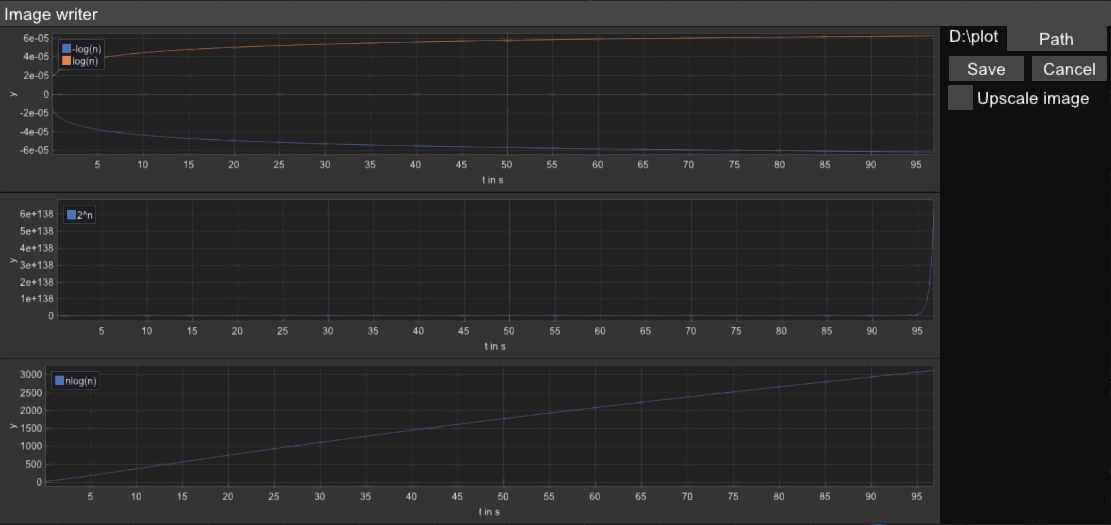 Image writer
6e-05
4e-05
2e-05
0
-2e-05
-4e-05
-6e-05
y
-log(n)
log(n)
5 10 15 20 25 30 35 40 45 50 55 60 65 70 75 80 85 90 95
t in s
6e+138
5e+138
4e+138
3e+138
2e+138
1e+138
0
y
2^n
5 10 15 20 25 30 35 40 45 50 55 60 65 70 75 80 85 90 95
t in s
3000
2500
2000
1500
1000
500
0
y
nlog(n)
5 10 15 20 25 30 35 40 45 50 55 60 65 70 75 80 85 90 95
t in s
D:\plot Path
Save Cancel
Upscale image